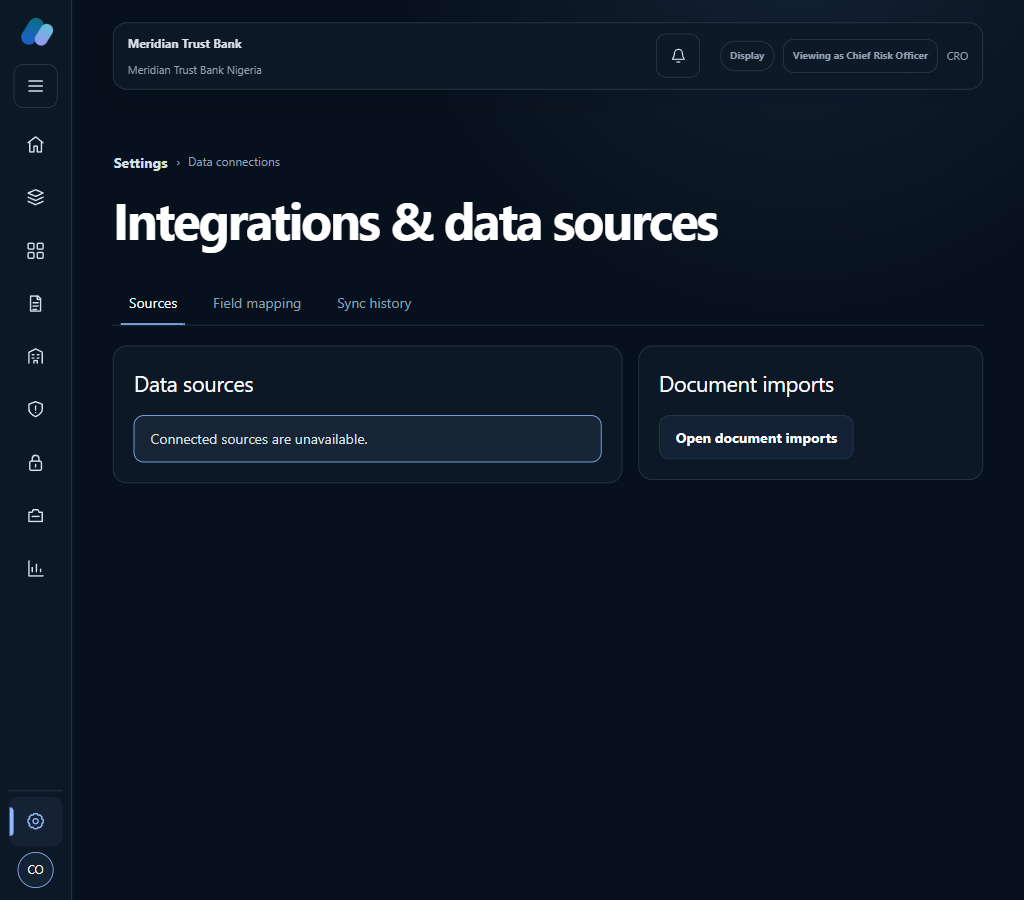 Meridian Trust Bank
Meridian Trust Bank Nigeria
Display
Viewing as Chief Risk Officer
CRO
Settings › Data connections
Integrations & data sources
Sources
Field mapping
Sync history
Data sources
Connected sources are unavailable.
Document imports
Open document imports
CO